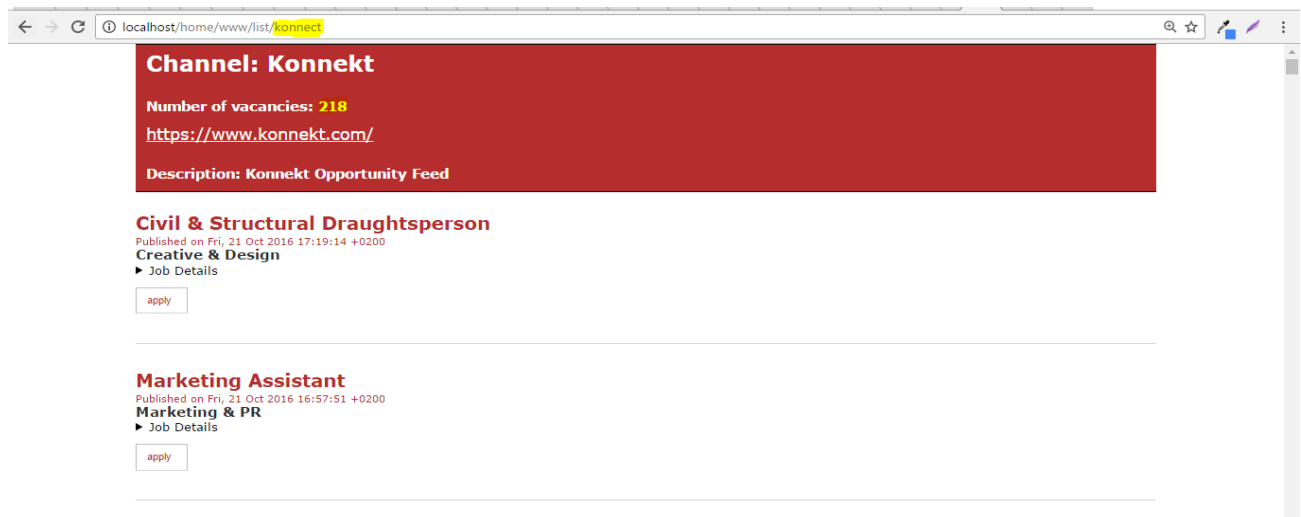 localhost/home/www/list/konnect
Channel: Konnekt
Number of vacancies: 218
https://www.konnekt.com/
Description: Konnekt Opportunity Feed
Civil & Structural Draughtsperson
Published on Fri, 21 Oct 2016 17:19:14 +0200
Creative & Design
Job Details
apply
Marketing Assistant
Published on Fri, 21 Oct 2016 16:57:51 +0200
Marketing & PR
Job Details
apply